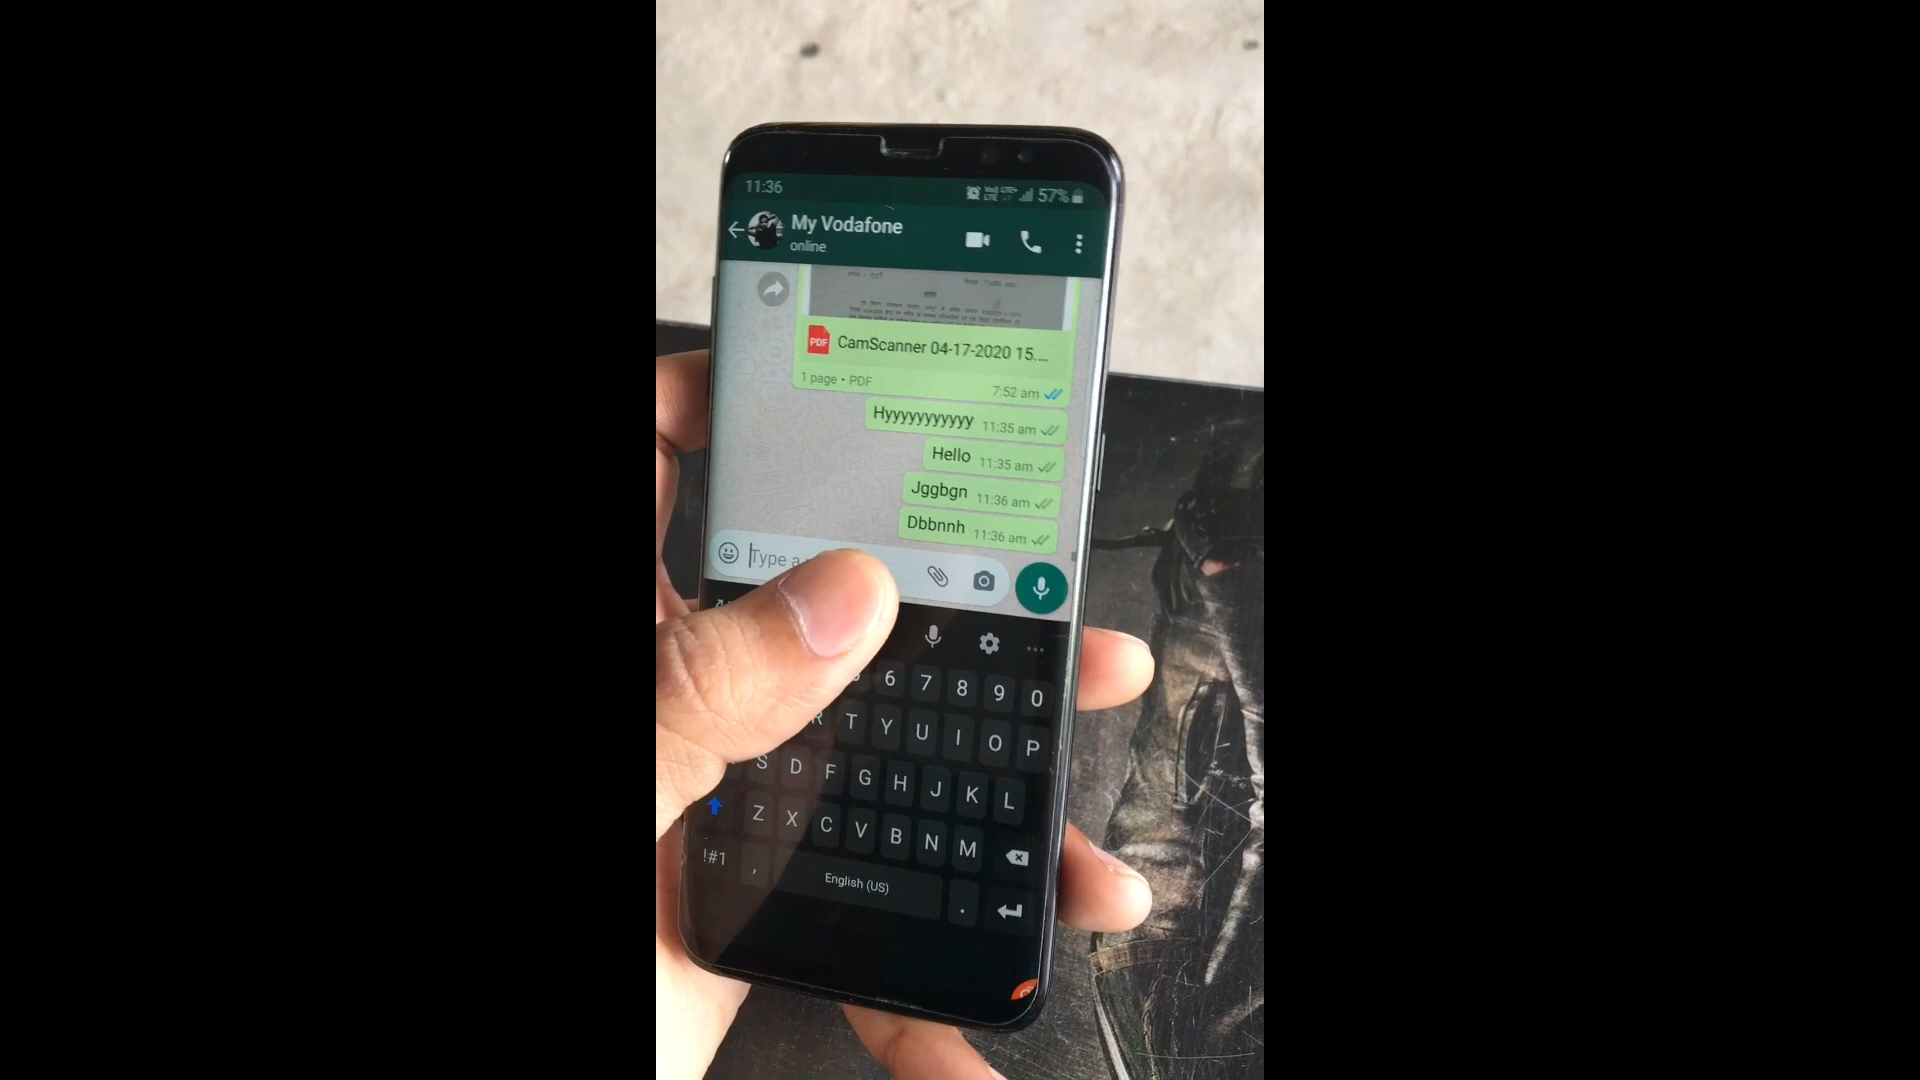 11:36
57%
My Vodafone
online
PDF
CamScanner 04-17-2020 15....
1 page • PDF
7:52 am
Hyyyyyyyyyyy 11:35 am
Hello 11:35 am
Jggbgn 11:36 am
Dbbnnh 11:36 am
Type a
6 7 8 9 0
R T Y U I O P
S D F G H J K L
Z X C V B N M
!#1 , English (US) .